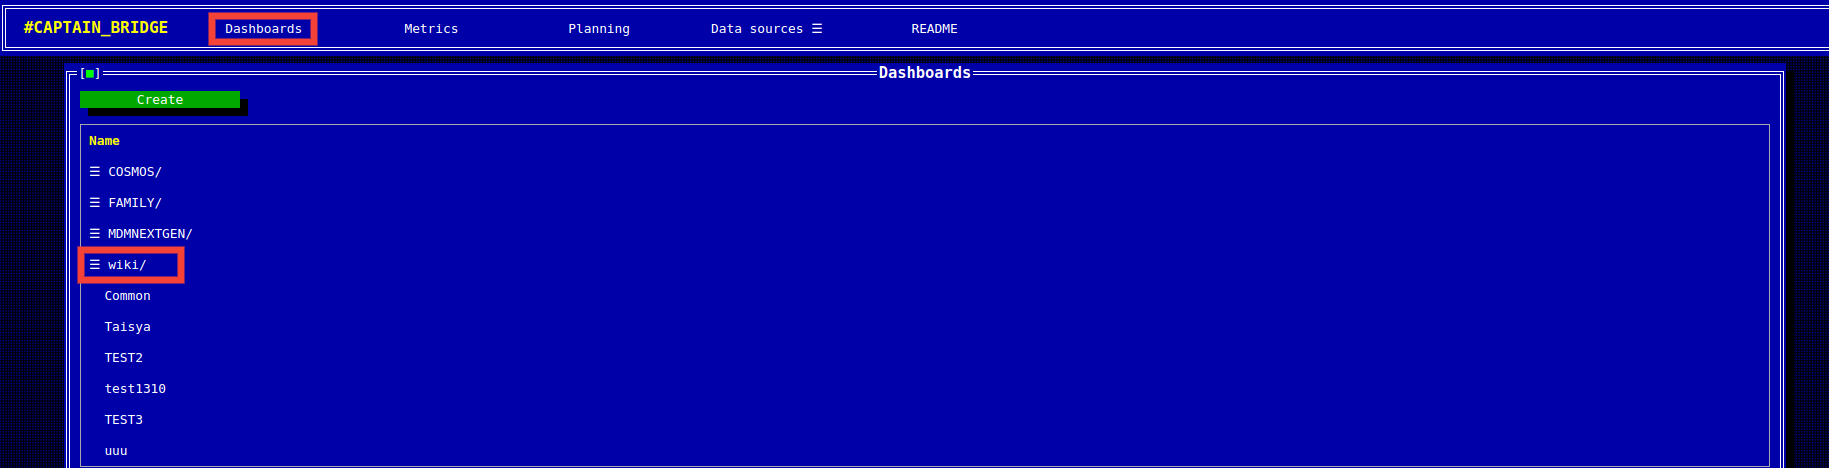 #CAPTAIN_BRIDGE Dashboards Metrics Planning Data sources ☰ README
[■] Dashboards
Create
Name
☰ COSMOS/
☰ FAMILY/
☰ MDMNEXTGEN/
☰ wiki/
Common
Taisya
TEST2
test1310
TEST3
uuu